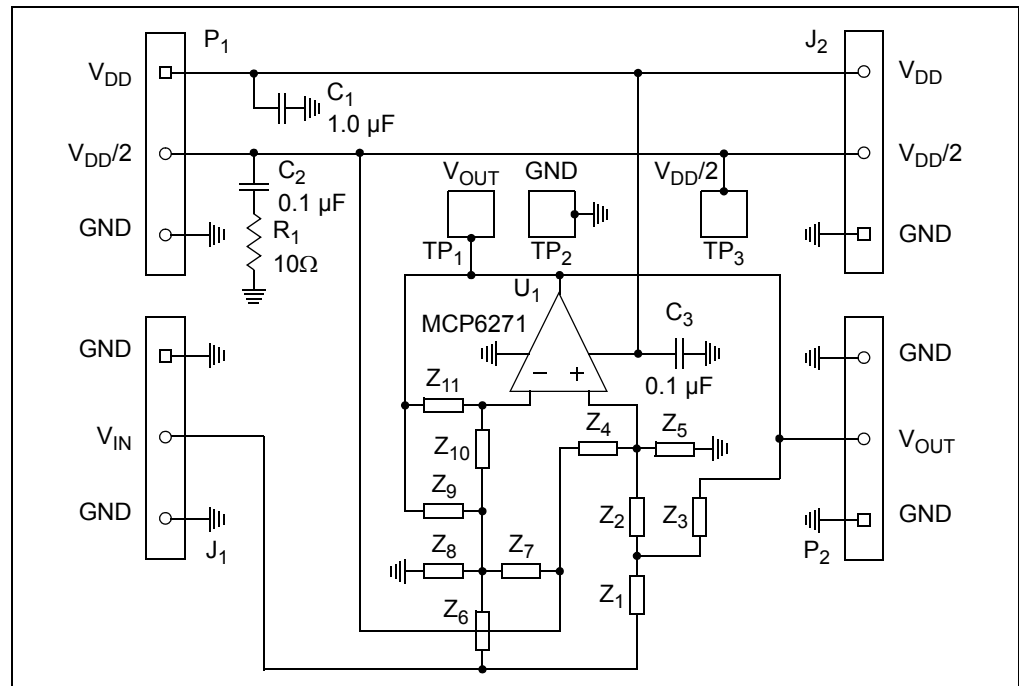 P1
J2
VDD
C1
1.0 µF
VDD
VDD/2
C2
0.1 µF
R1
10Ω
VOUT
GND
VDD/2
VDD/2
GND
TP1
TP2
TP3
GND
U1
MCP6271
C3
0.1 µF
– +
GND
VIN
GND
J1
Z11
Z10
Z9
Z8
Z7
Z6
Z4
Z5
Z2
Z3
Z1
GND
VOUT
GND
P2